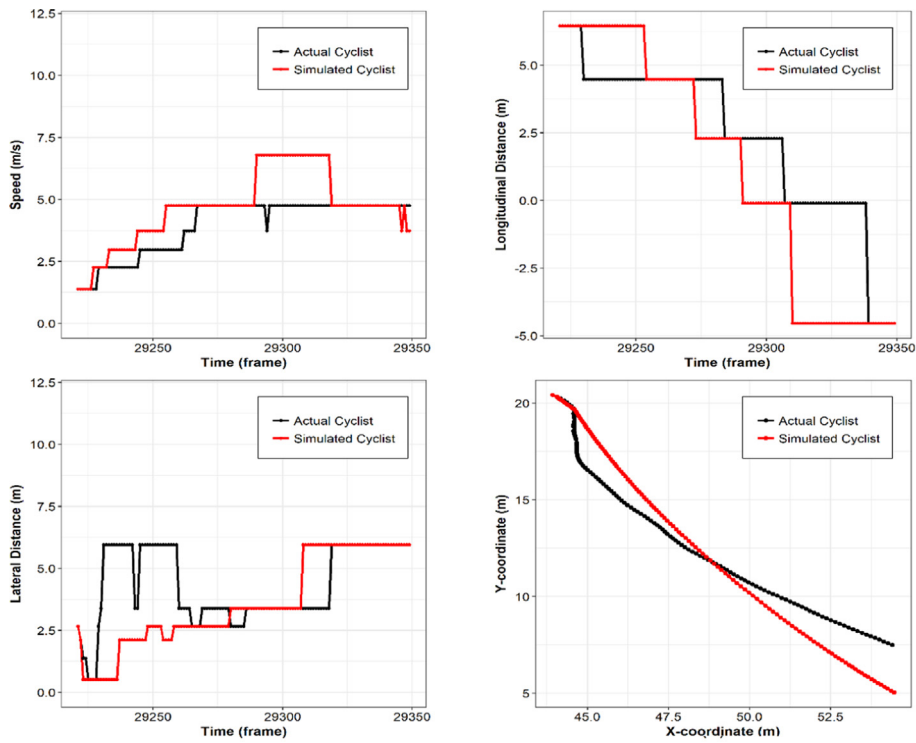 Speed (m/s)
12.5
10.0
7.5
5.0
2.5
0.0
Actual Cyclist
Simulated Cyclist
29250
29300
29350
Time (frame)
Longitudinal Distance (m)
5.0
2.5
0.0
-2.5
-5.0
Actual Cyclist
Simulated Cyclist
29250
29300
29350
Time (frame)
Lateral Distance (m)
12.5
10.0
7.5
5.0
2.5
0.0
Actual Cyclist
Simulated Cyclist
29250
29300
29350
Time (frame)
Y-coordinate (m)
20
15
10
5
Actual Cyclist
Simulated Cyclist
45.0
47.5
50.0
52.5
X-coordinate (m)